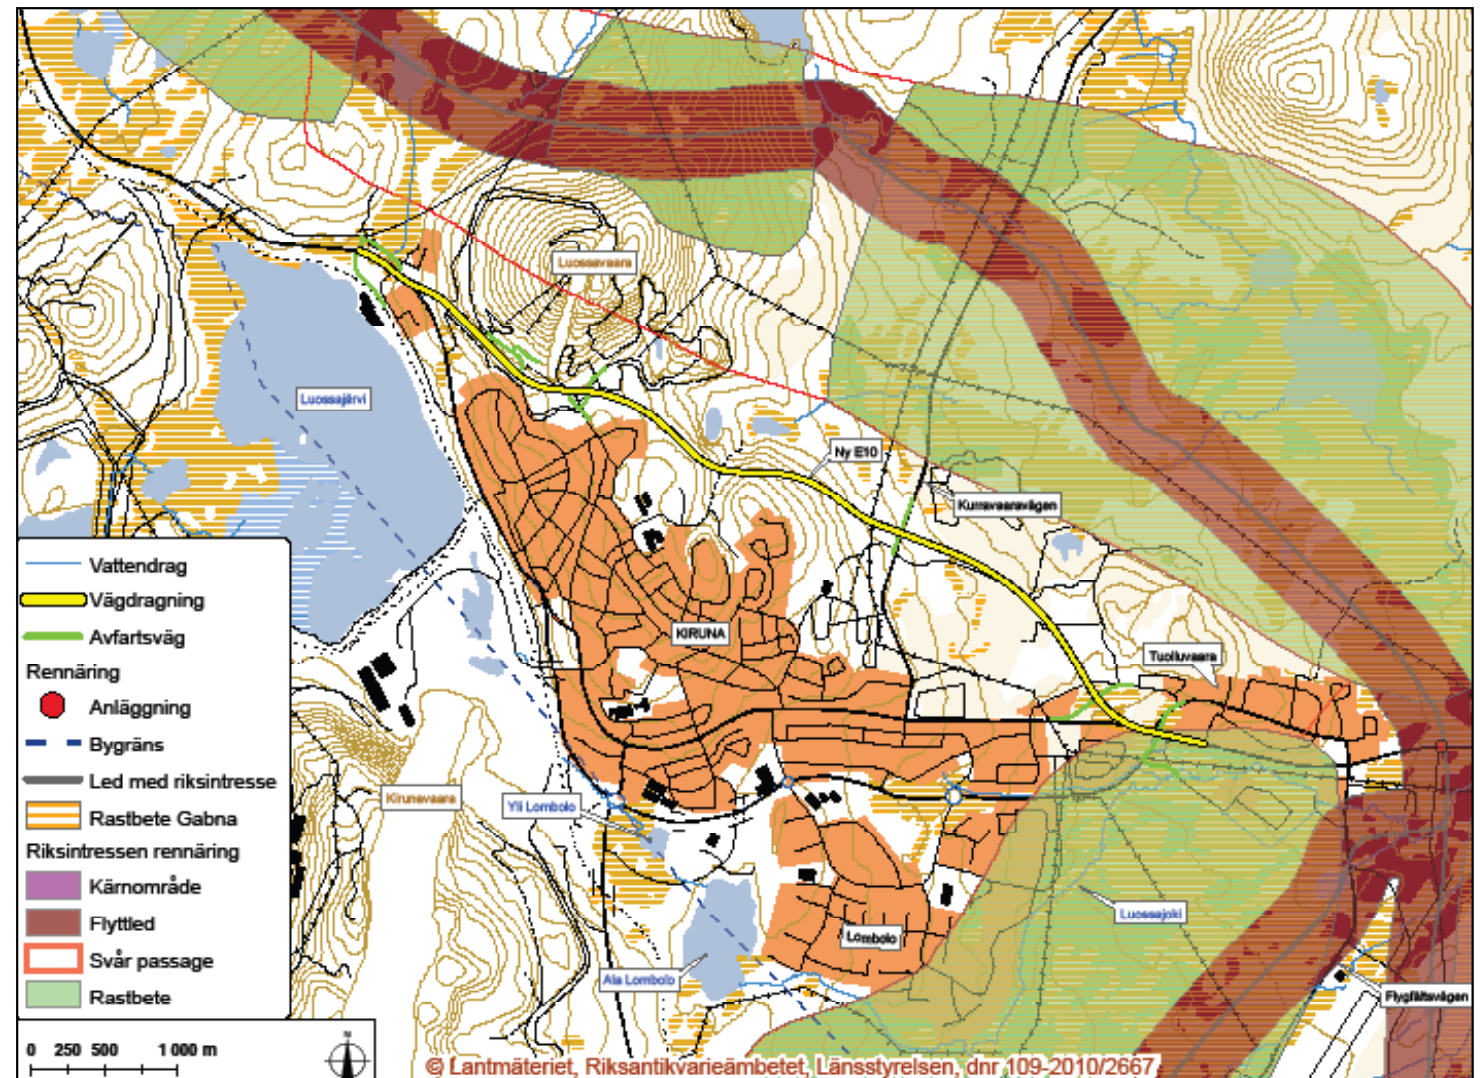 Luossavaara
Luossajärvi
Ny E10
Kurravaaravägen
KIRUNA
Tuolluvaara
Kirunavaara
Yli Lombolo
Luossajoki
Lombolo
Ala Lombolo
Flygfältsvägen
Vattendrag
Vägdragning
Avfartsväg
Rennäring
Anläggning
Bygräns
Led med riksintresse
Rastbete Gabna
Riksintressen rennäring
Kärnområde
Flyttled
Svår passage
Rastbete
0 250 500 1 000 m
N
© Lantmäteriet, Riksantikvarieämbetet, Länsstyrelsen, dnr 109-2010/2667